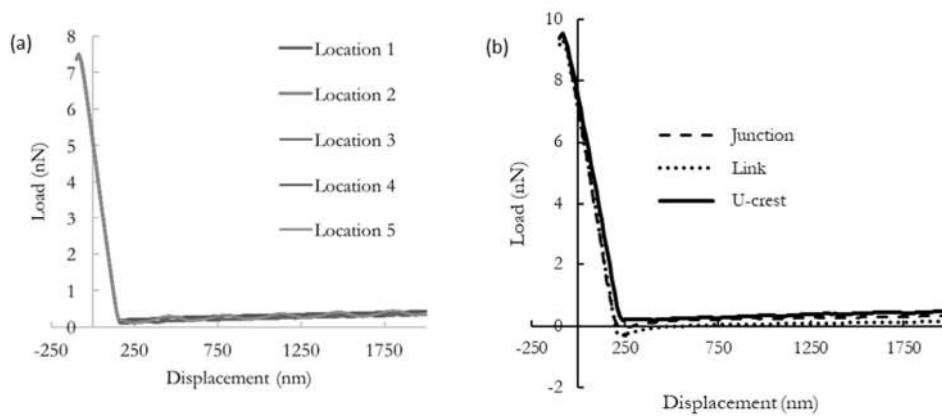 (a)
8
7
6
5
4
3
2
1
0
Load (nN)
-250
250
750
1250
1750
Displacement (nm)
Location 1
Location 2
Location 3
Location 4
Location 5
(b)
10
8
6
4
2
0
-2
Load (nN)
-250
250
750
1250
1750
Displacement (nm)
Junction
Link
U-crest